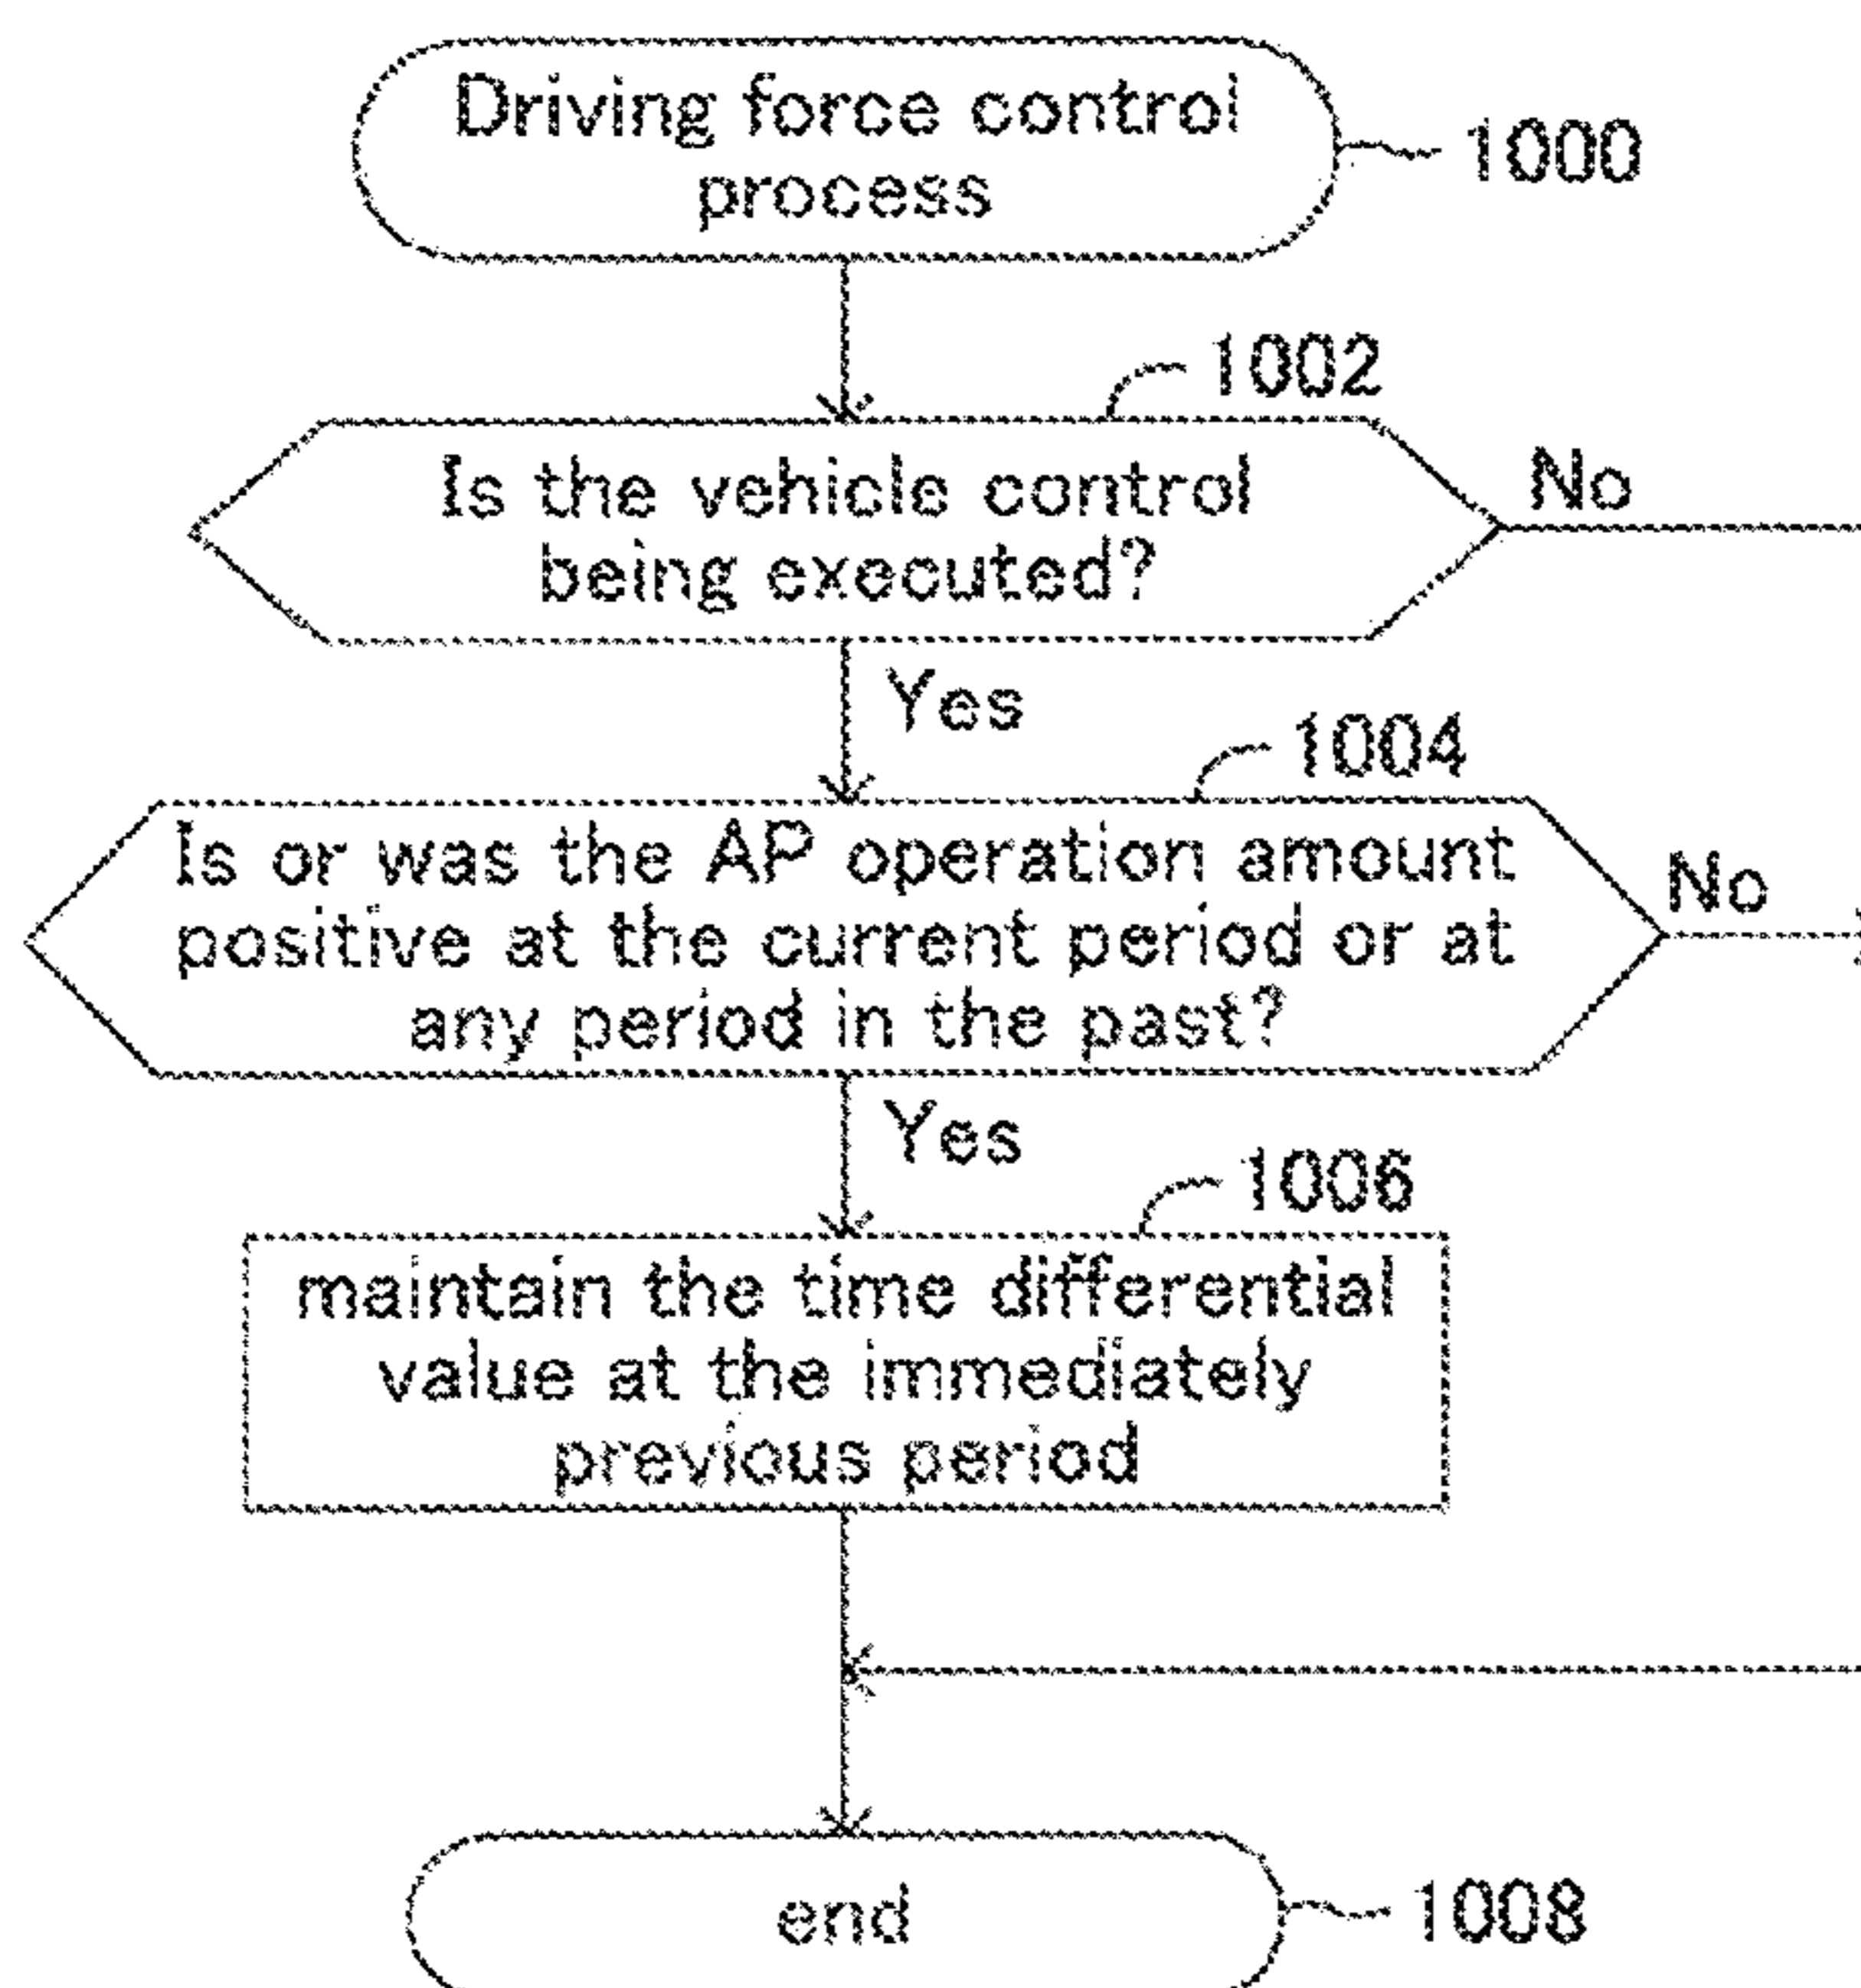 Driving force control
process
1000
1002
Is the vehicle control
being executed?
No
Yes
1004
Is or was the AP operation amount
positive at the current period or at
any period in the past?
No
Yes
1006
maintain the time differential
value at the immediately
previous period
end
1008